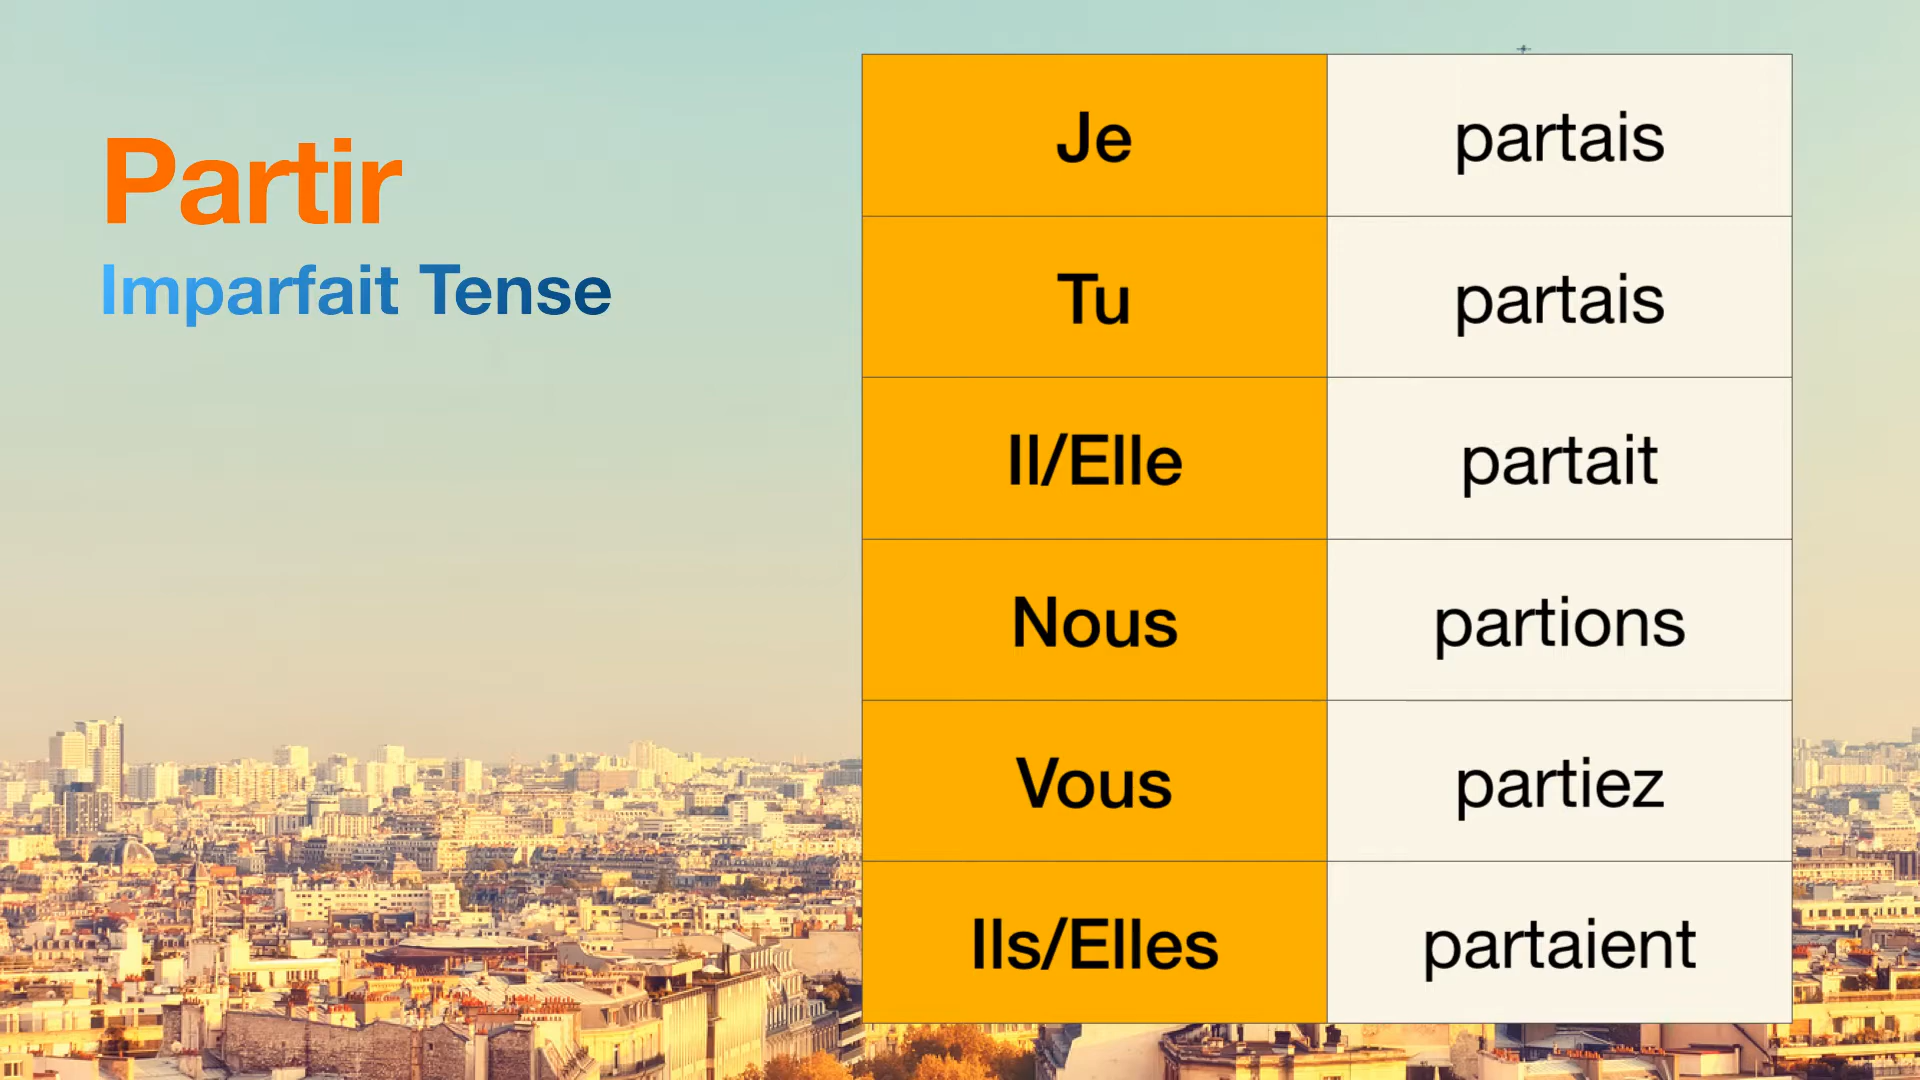 Partir
Imparfait Tense
Je partais
Tu partais
Il/Elle partait
Nous partions
Vous partiez
Ils/Elles partaient